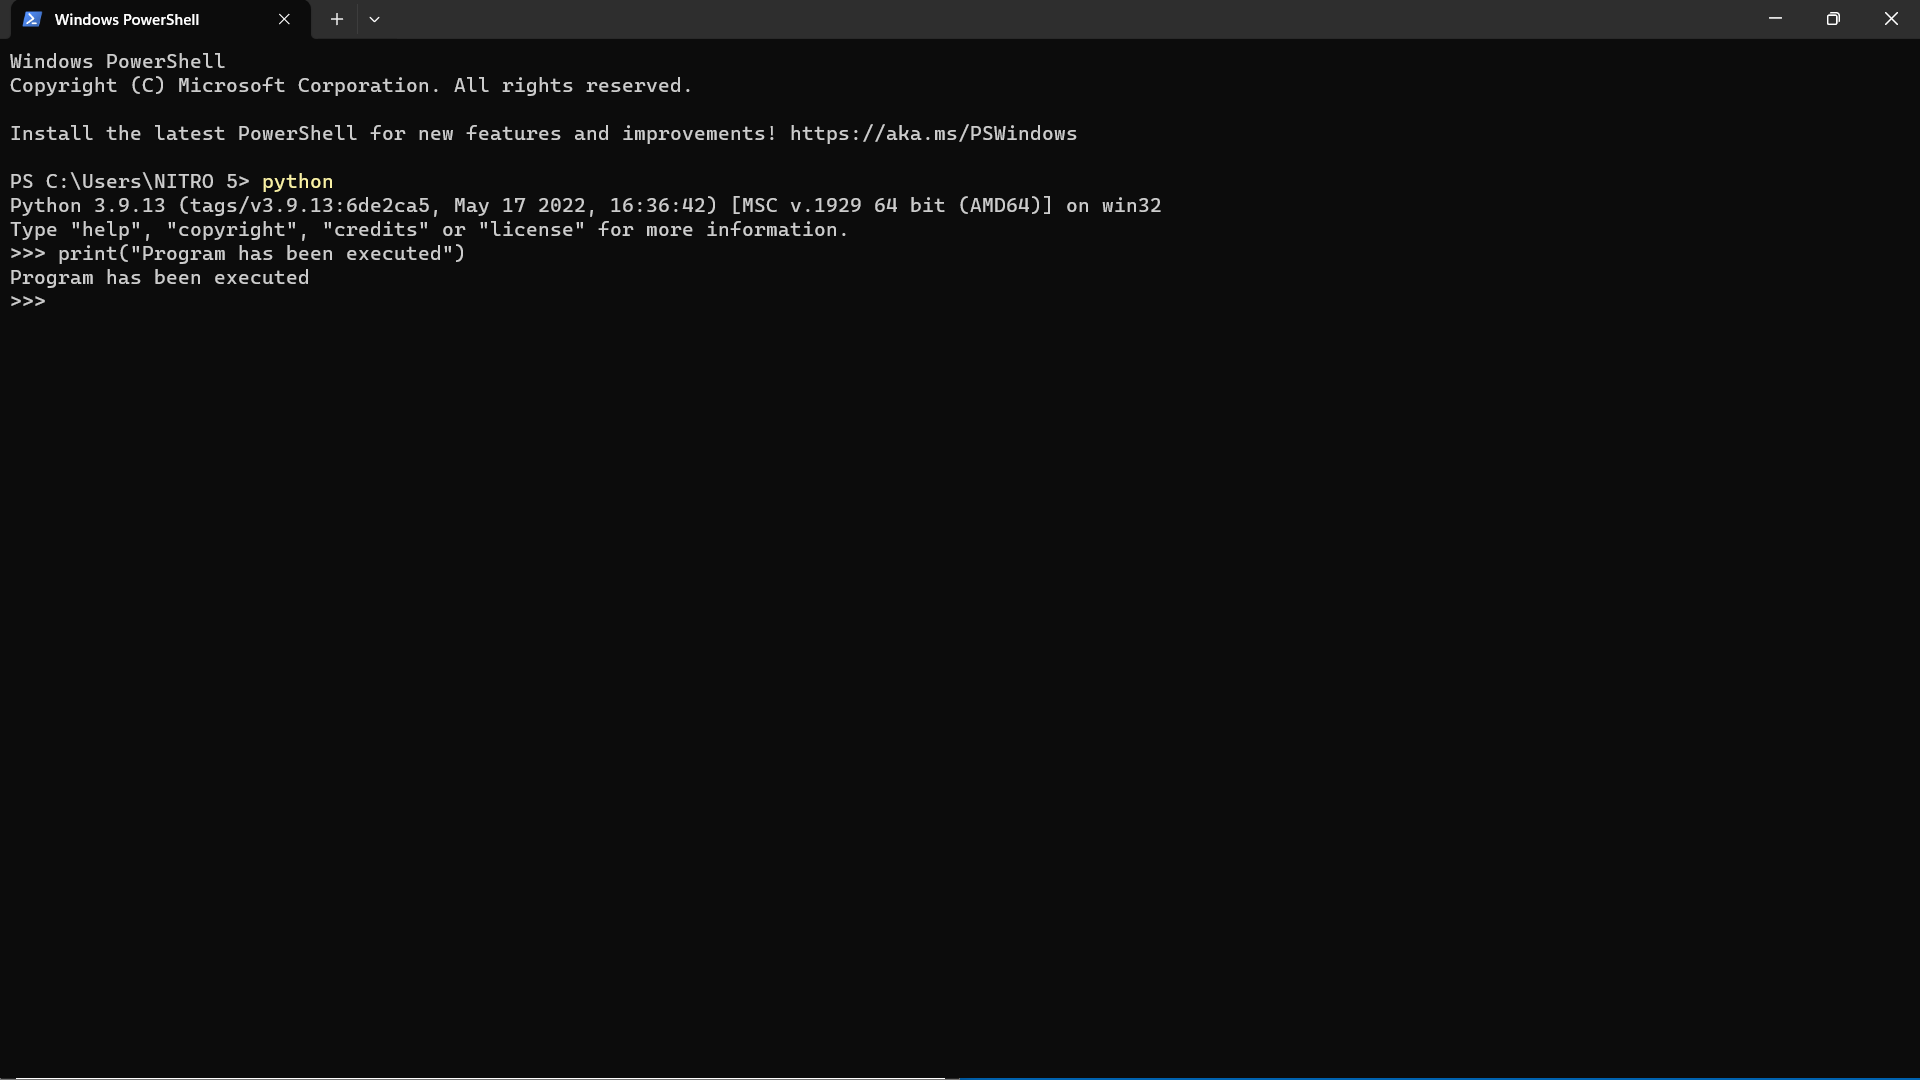 Windows PowerShell
Windows PowerShell
Copyright (C) Microsoft Corporation. All rights reserved.
Install the latest PowerShell for new features and improvements! https://aka.ms/PSWindows
PS C:\Users\NITRO 5> python
Python 3.9.13 (tags/v3.9.13:6de2ca5, May 17 2022, 16:36:42) [MSC v.1929 64 bit (AMD64)] on win32
Type "help", "copyright", "credits" or "license" for more information.
>>> print("Program has been executed")
Program has been executed
>>>